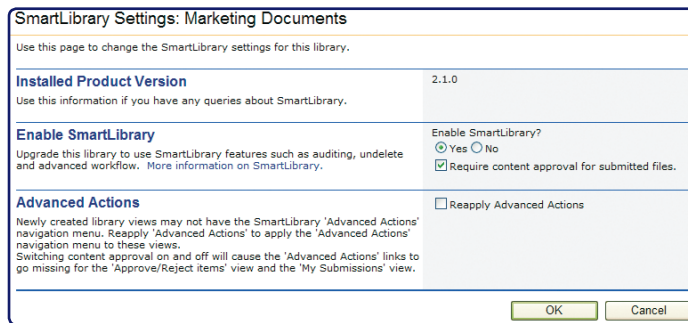 SmartLibrary Settings: Marketing Documents
Use this page to change the SmartLibrary settings for this library.
Installed Product Version
Use this information if you have any queries about SmartLibrary.
2.1.0
Enable SmartLibrary
Upgrade this library to use SmartLibrary features such as auditing, undelete
and advanced workflow. More information on SmartLibrary.
Enable SmartLibrary?
Yes No
Require content approval for submitted files.
Advanced Actions
Newly created library views may not have the SmartLibrary 'Advanced Actions'
navigation menu. Reapply 'Advanced Actions' to apply the 'Advanced Actions'
navigation menu to these views.
Switching content approval on and off will cause the 'Advanced Actions' links to
go missing for the 'Approve/Reject items' view and the 'My Submissions' view.
Reapply Advanced Actions
OK Cancel